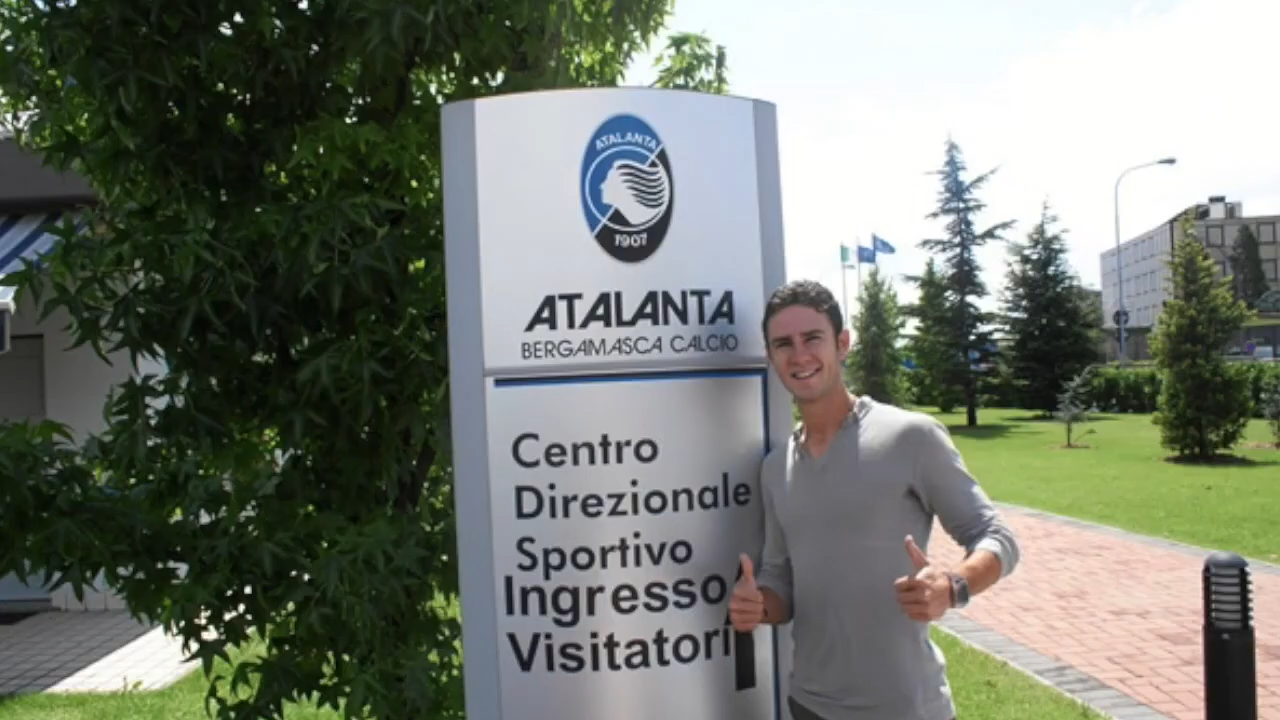 ATALANTA
1907
ATALANTA
BERGAMASCA CALCIO
Centro
Direzionale
Sportivo
Ingresso
Visitatori